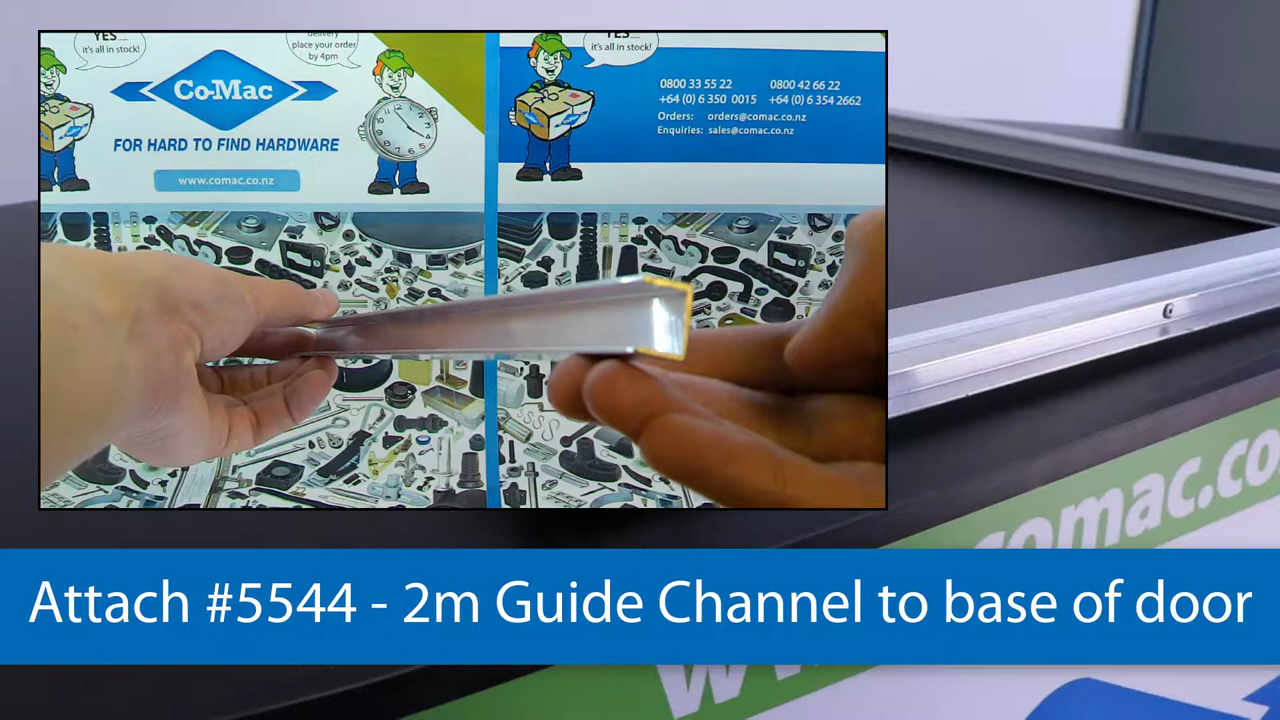 YES.....
it's all in stock!
delivery
place your order
by 4pm
Co-Mac
FOR HARD TO FIND HARDWARE
www.comac.co.nz
YES.....
it's all in stock!
0800 33 55 22 0800 42 66 22
+64 (0) 6 350 0015 +64 (0) 6 354 2662
Orders: orders@comac.co.nz
Enquiries: sales@comac.co.nz
comac.co
Attach #5544 - 2m Guide Channel to base of door